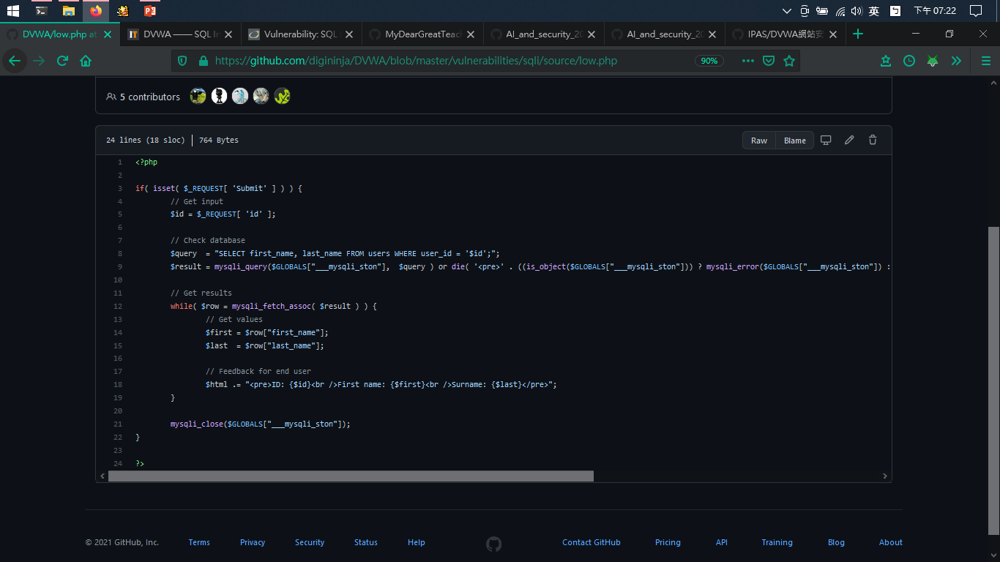 英 下午 07:22
DVWA/low.php at
DVWA —— SQL In
Vulnerability: SQL
MyDearGreatTeach
AI_and_security_20
AI_and_security_20
IPAS/DVWA網站安
https://github.com/digininja/DVWA/blob/master/vulnerabilities/sqli/source/low.php 90%
5 contributors
24 lines (18 sloc) 764 Bytes Raw Blame
1 <?php
2
3 if( isset( $_REQUEST[ 'Submit' ] ) ) {
4 // Get input
5 $id = $_REQUEST[ 'id' ];
6
7 // Check database
8 $query  = "SELECT first_name, last_name FROM users WHERE user_id = '$id';";
9 $result = mysqli_query($GLOBALS["___mysqli_ston"],  $query ) or die( '<pre>' . ((is_object($GLOBALS["___mysqli_ston"])) ? mysqli_error($GLOBALS["___mysqli_ston"]) :
10
11 // Get results
12 while( $row = mysqli_fetch_assoc( $result ) ) {
13 // Get values
14 $first = $row["first_name"];
15 $last  = $row["last_name"];
16
17 // Feedback for end user
18 $html .= "<pre>ID: {$id}<br />First name: {$first}<br />Surname: {$last}</pre>";
19 }
20
21 mysqli_close($GLOBALS["___mysqli_ston"]);
22 }
23
24 ?>
© 2021 GitHub, Inc. Terms Privacy Security Status Help Contact GitHub Pricing API Training Blog About